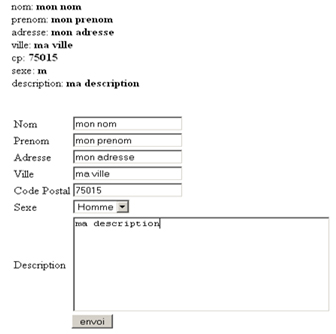 nom: mon nom
prenom: mon prenom
adresse: mon adresse
ville: ma ville
cp: 75015
sexe: m
description: ma description
Nom mon nom
Prenom mon prenom
Adresse mon adresse
Ville ma ville
Code Postal 75015
Sexe Homme
ma description
Description
envoi